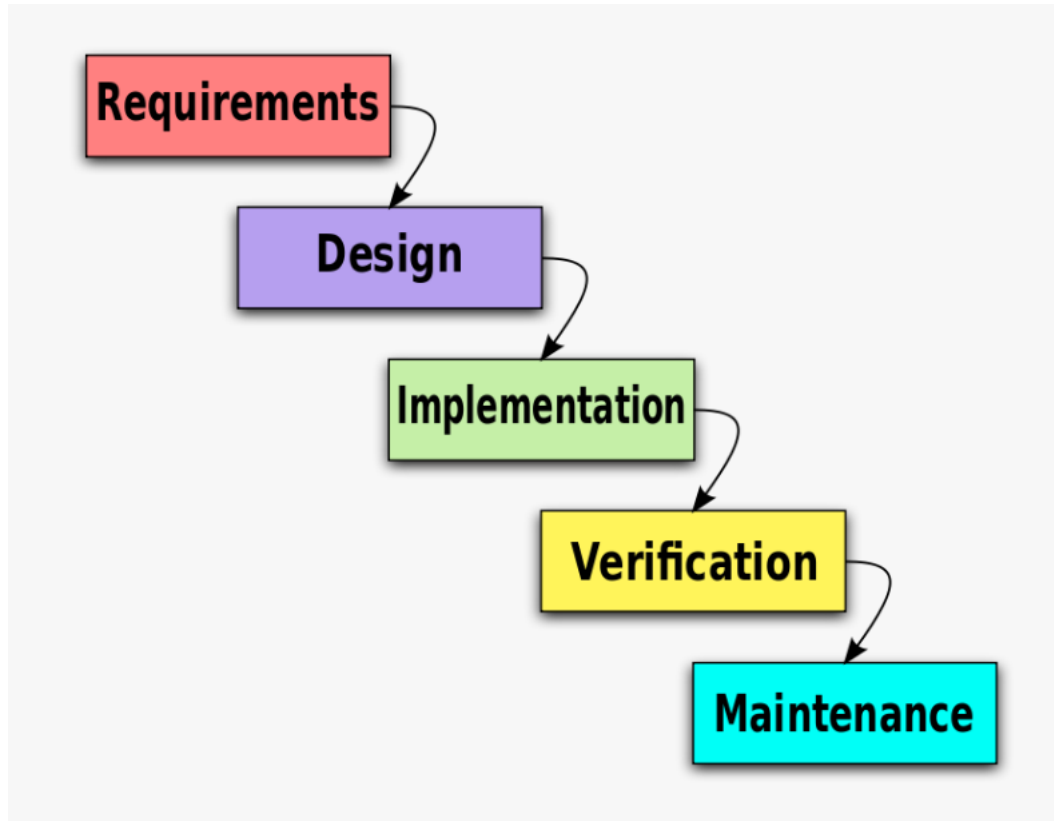 Requirements
Design
Implementation
Verification
Maintenance